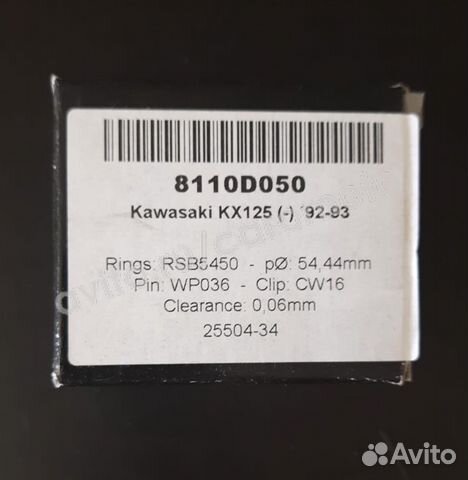 8110D050
Kawasaki KX125 (-) ´92-93
Rings: RSB5450 - pØ: 54,44mm
Pin: WP036 - Clip: CW16
Clearance: 0,06mm
25504-34
Avito